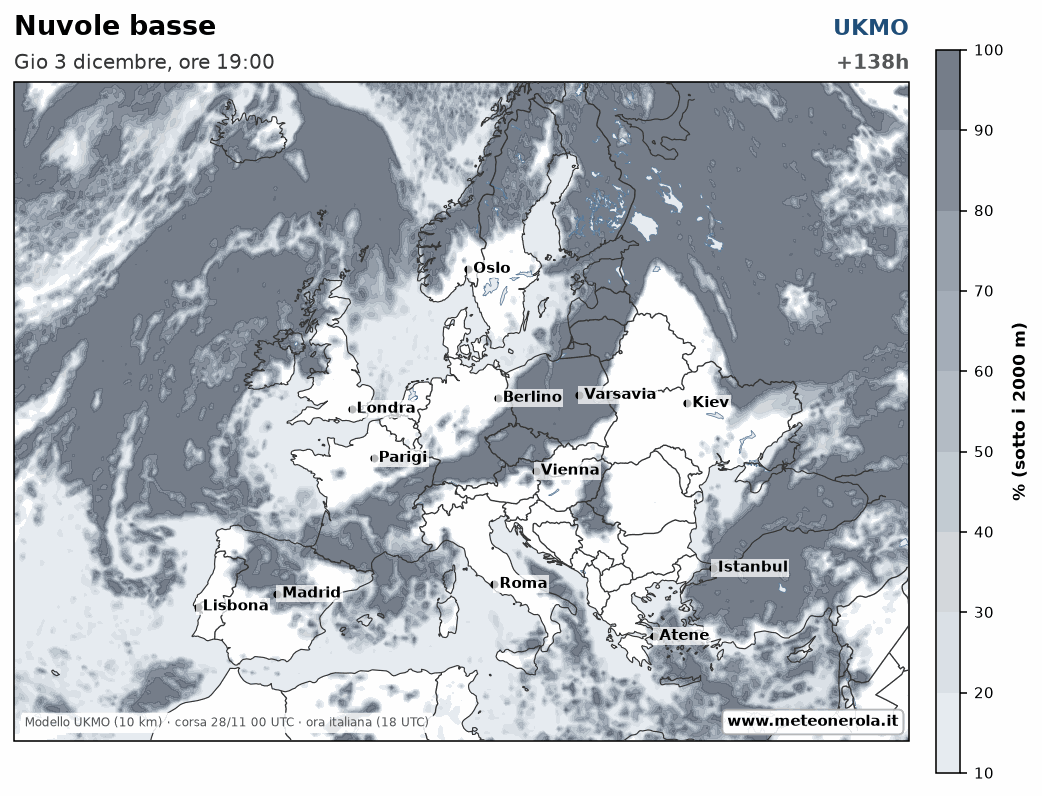 Nuvole basse
UKMO
Gio 3 dicembre, ore 19:00
+138h
100
90
80
70
60
50
40
30
20
10
% (sotto i 2000 m)
Oslo
Berlino
Varsavia
Kiev
Londra
Parigi
Vienna
Istanbul
Roma
Madrid
Lisbona
Atene
Modello UKMO (10 km) · corsa 28/11 00 UTC · ora italiana (18 UTC)
www.meteonerola.it